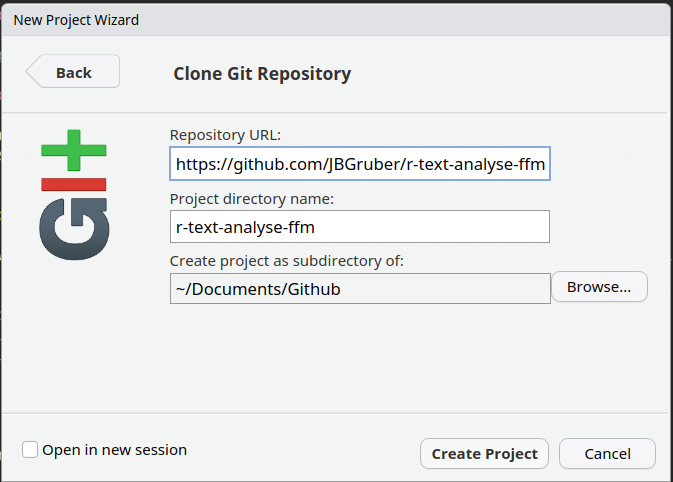 New Project Wizard
Back
Clone Git Repository
GIt
Repository URL:
https://github.com/JBGruber/r-text-analyse-ffm
Project directory name:
r-text-analyse-ffm
Create project as subdirectory of:
~/Documents/Github
Browse...
Open in new session
Create Project
Cancel